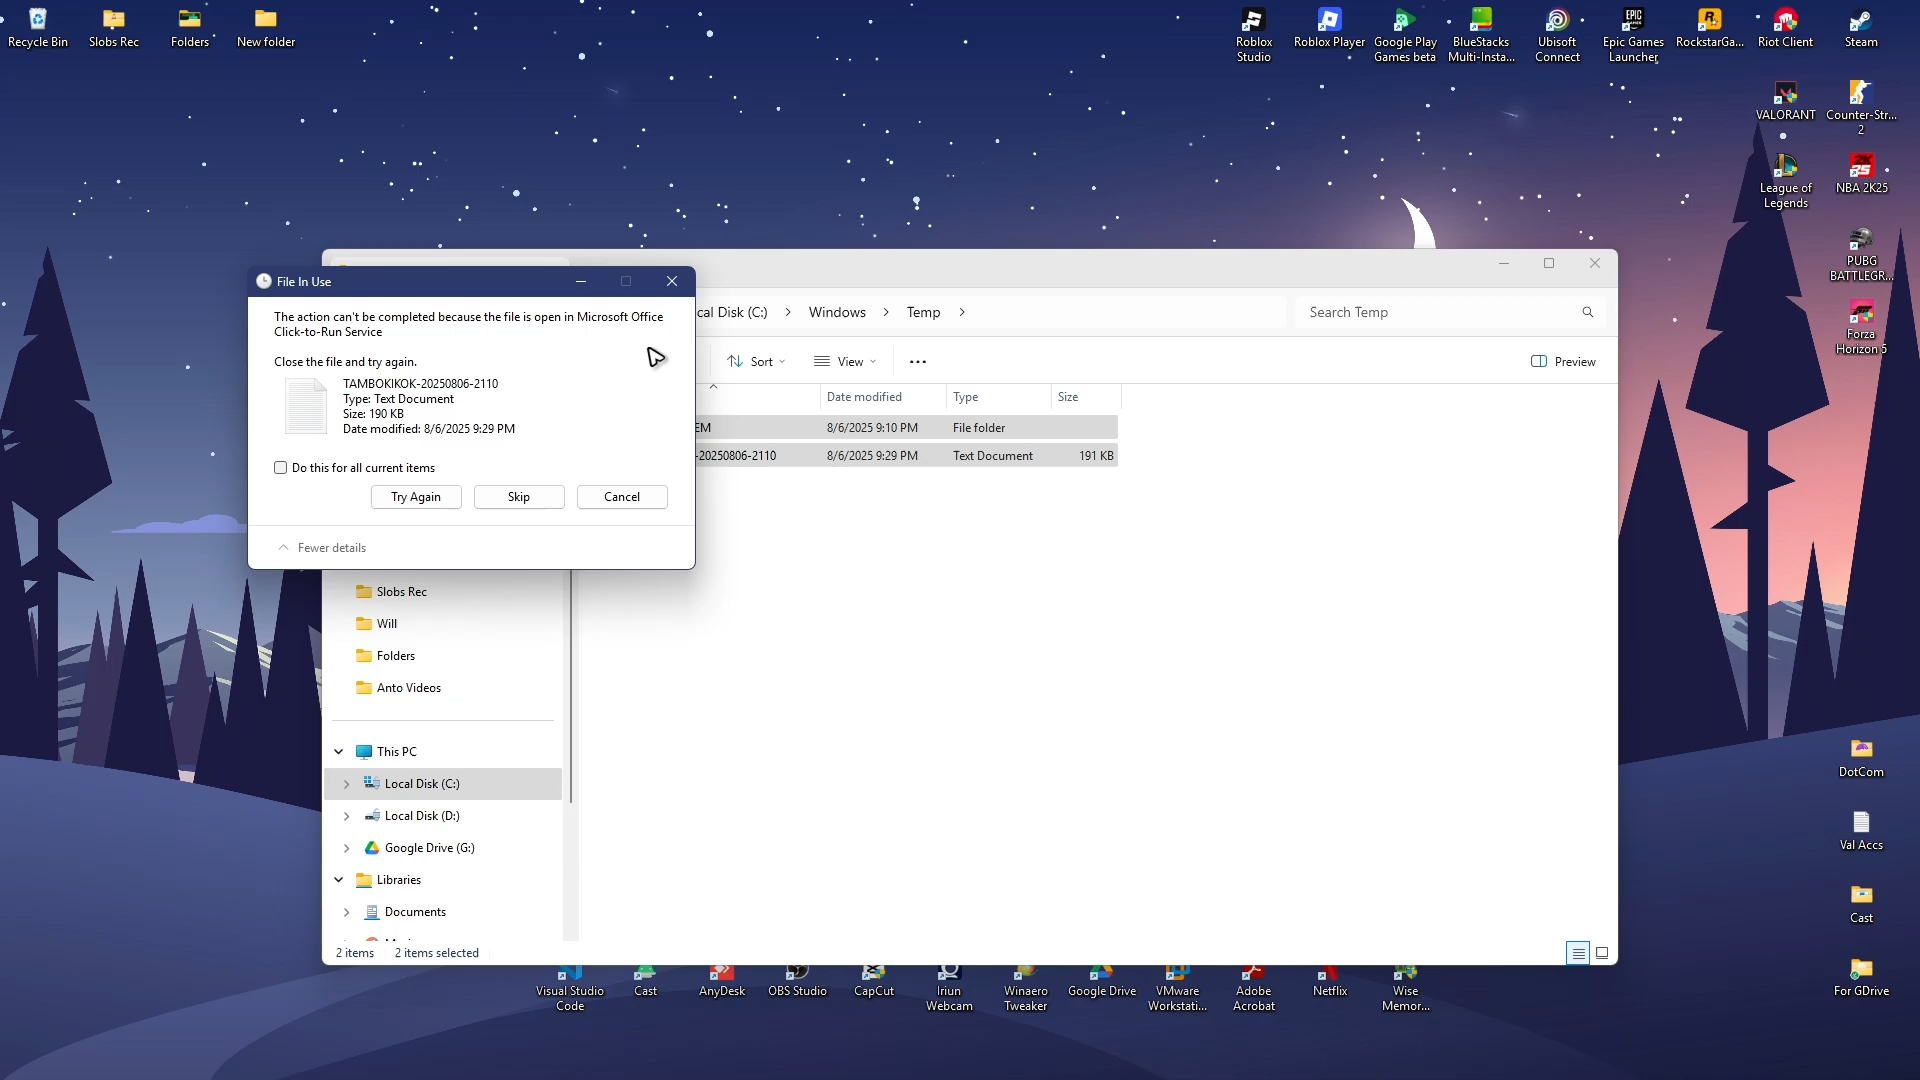 Recycle Bin
Slobs Rec
Folders
New folder
Roblox
Studio
Roblox Player
Google Play
Games beta
BlueStacks
Multi-Insta...
Ubisoft
Connect
Epic Games
Launcher
RockstarGa...
Riot Client
Steam
VALORANT
Counter-Str...
2
League of
Legends
NBA 2K25
PUBG
BATTLEGR...
Forza
Horizon 5
File In Use
The action can't be completed because the file is open in Microsoft Office
Click-to-Run Service
Close the file and try again.
TAMBOKIKOK-20250806-2110
Type: Text Document
Size: 190 KB
Date modified: 8/6/2025 9:29 PM
Do this for all current items
Try Again
Skip
Cancel
Fewer details
cal Disk (C:)
Windows
Temp
Search Temp
Sort
View
Preview
Date modified
Type
Size
EM
8/6/2025 9:10 PM
File folder
-20250806-2110
8/6/2025 9:29 PM
Text Document
191 KB
Slobs Rec
Will
Folders
Anto Videos
This PC
Local Disk (C:)
Local Disk (D:)
Google Drive (G:)
Libraries
Documents
2 items
2 items selected
DotCom
Val Accs
Cast
For GDrive
Visual Studio
Code
Cast
AnyDesk
OBS Studio
CapCut
Iriun
Webcam
Winaero
Tweaker
Google Drive
VMware
Workstati...
Adobe
Acrobat
Netflix
Wise
Memor...